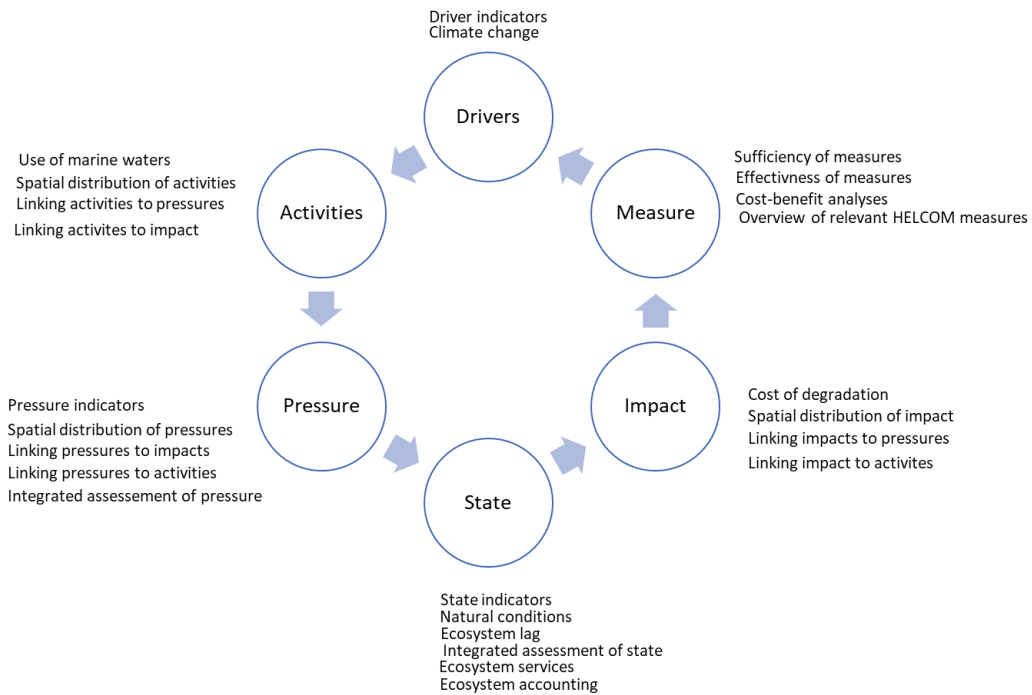 Driver indicators
Climate change
Drivers
Use of marine waters
Spatial distribution of activities
Linking activities to pressures
Linking activites to impact
Activities
Measure
Sufficiency of measures
Effectivness of measures
Cost-benefit analyses
Overview of relevant HELCOM measures
Pressure indicators
Spatial distribution of pressures
Linking pressures to impacts
Linking pressures to activities
Integrated assessement of pressure
Pressure
Impact
Cost of degradation
Spatial distribution of impact
Linking impacts to pressures
Linking impact to activites
State
State indicators
Natural conditions
Ecosystem lag
Integrated assessment of state
Ecosystem services
Ecosystem accounting